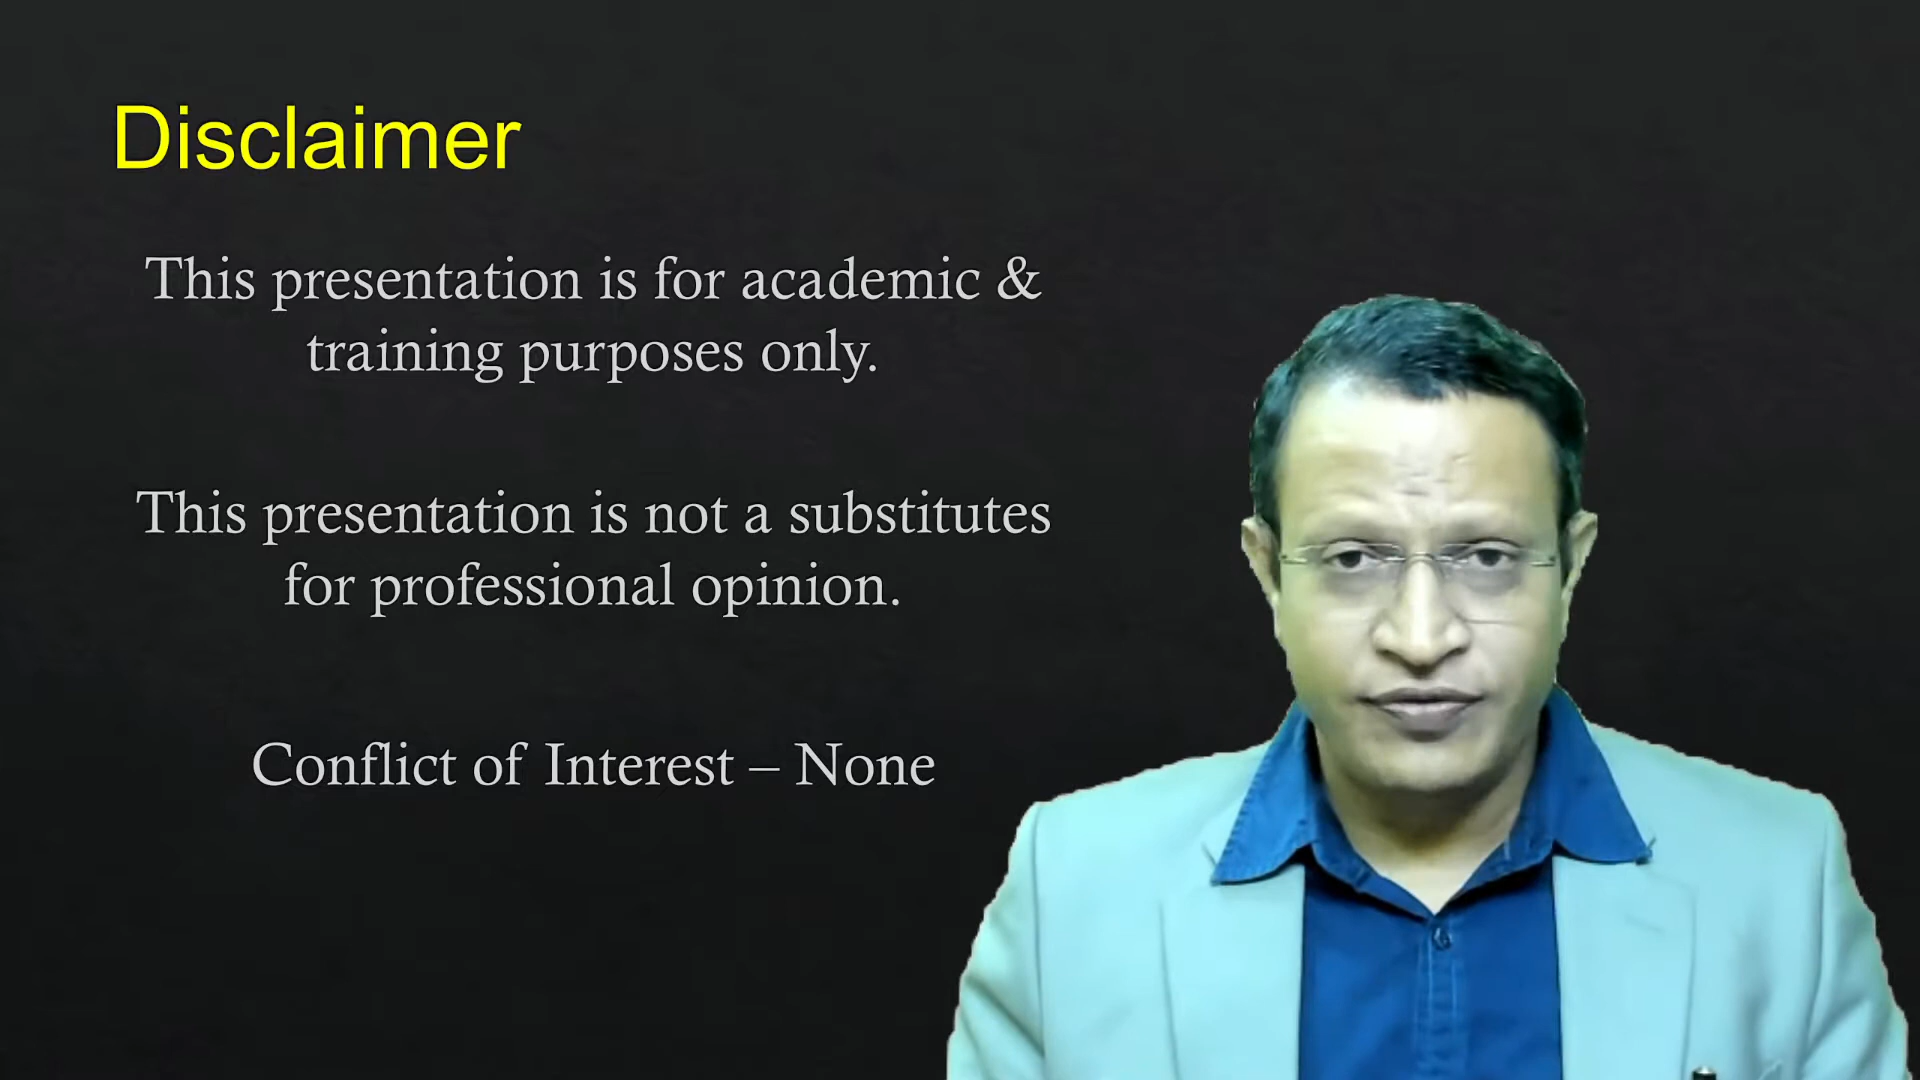 Disclaimer
This presentation is for academic &
training purposes only.
This presentation is not a substitutes
for professional opinion.
Conflict of Interest – None